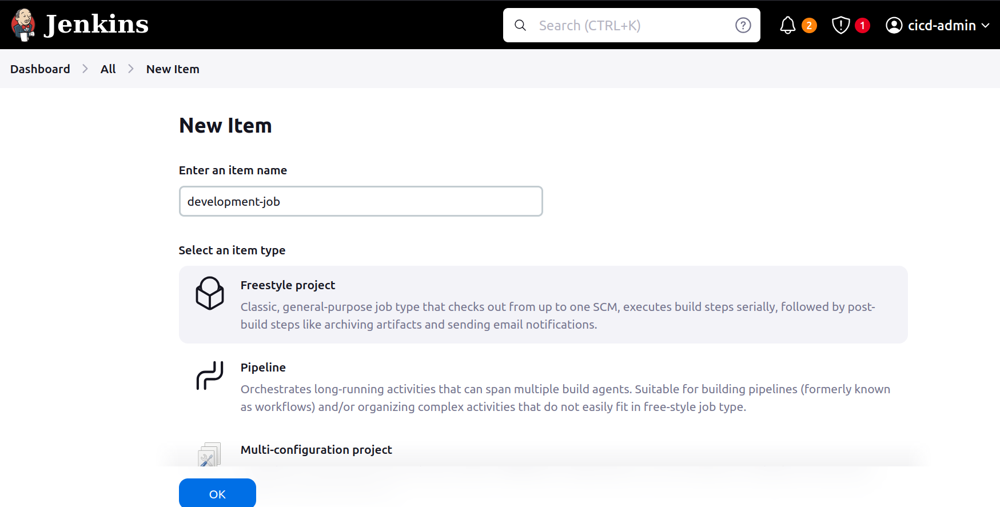 Jenkins
Search (CTRL+K)
2
1
cicd-admin
Dashboard
All
New Item
New Item
Enter an item name
development-job
Select an item type
Freestyle project
Classic, general-purpose job type that checks out from up to one SCM, executes build steps serially, followed by post-
build steps like archiving artifacts and sending email notifications.
Pipeline
Orchestrates long-running activities that can span multiple build agents. Suitable for building pipelines (formerly known
as workflows) and/or organizing complex activities that do not easily fit in free-style job type.
Multi-configuration project
OK